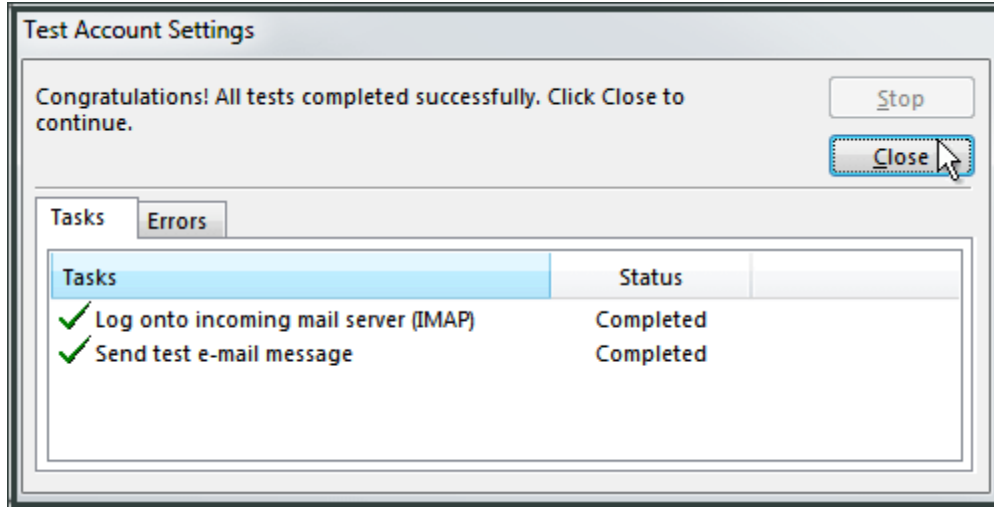 Test Account Settings
Congratulations! All tests completed successfully. Click Close to
continue.
Stop
Close
Tasks
Errors
Tasks Status
Log onto incoming mail server (IMAP) Completed
Send test e-mail message Completed